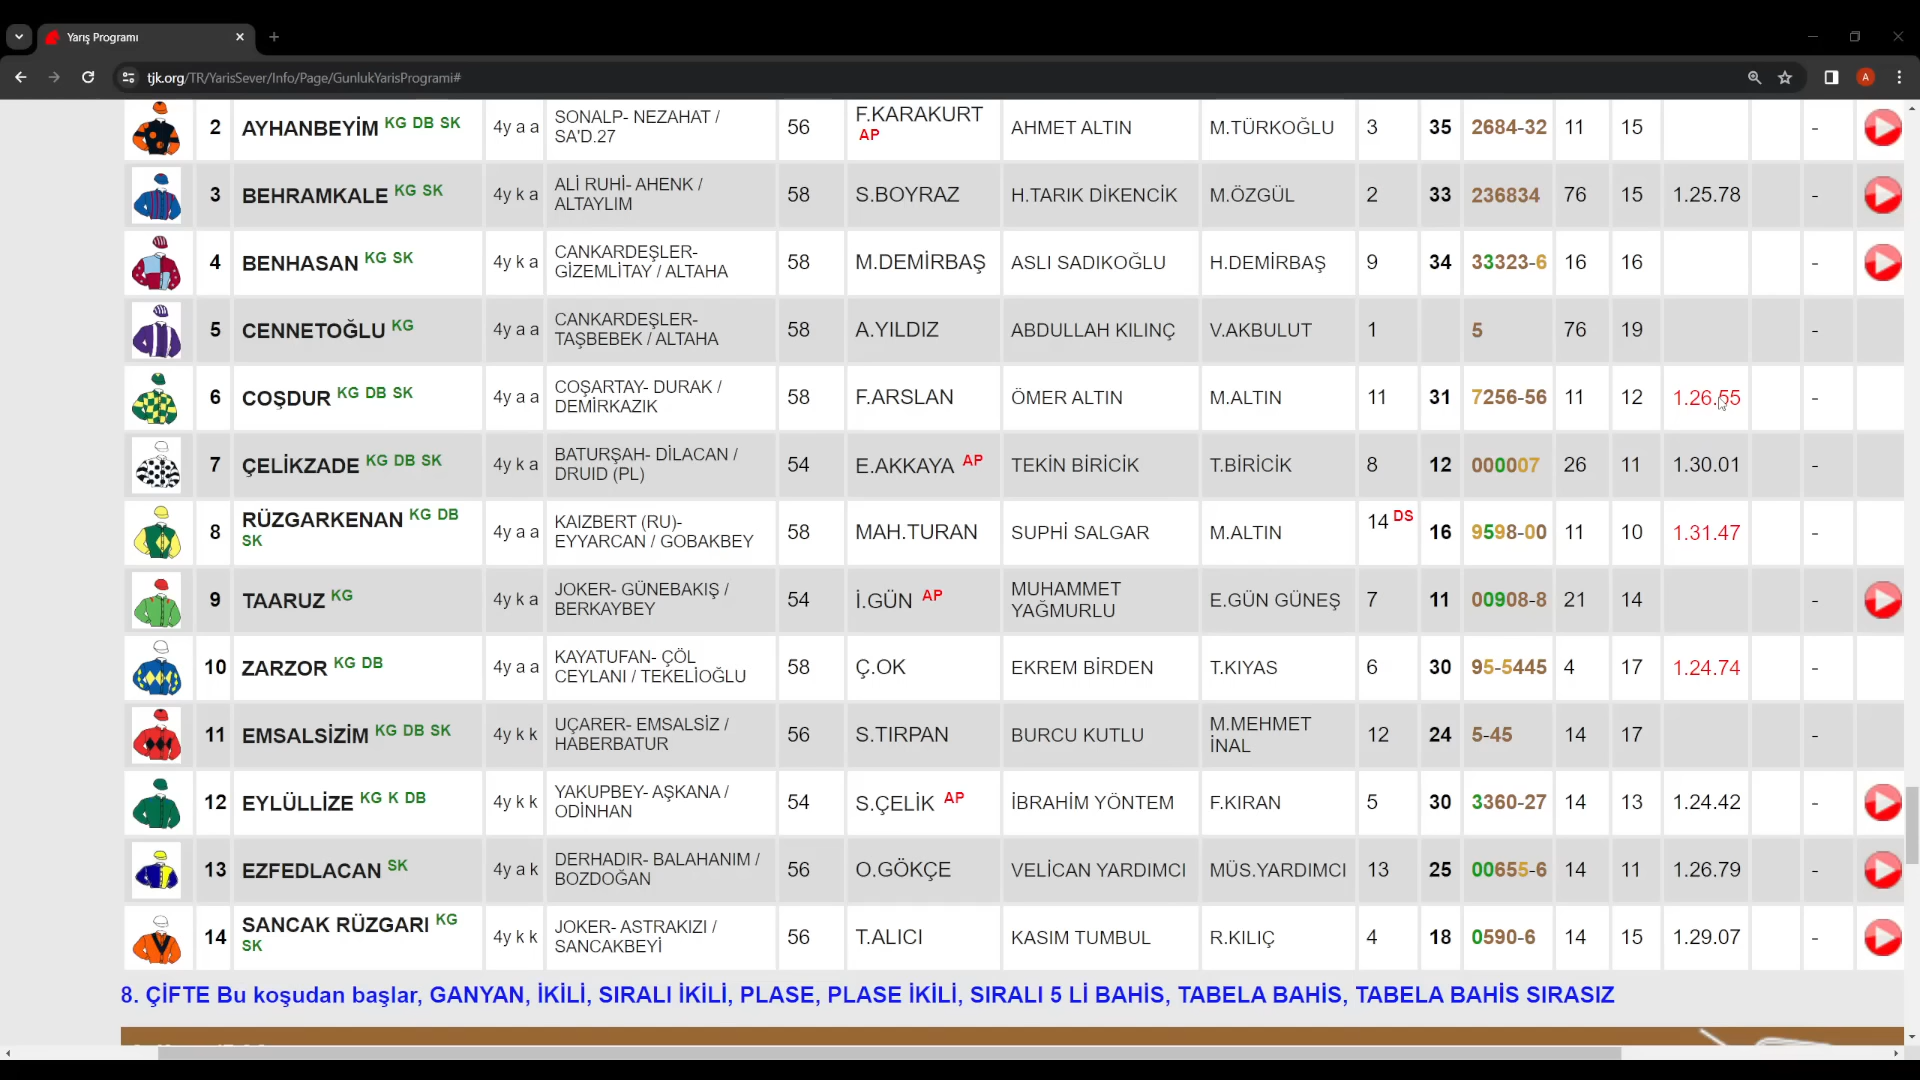 Yarış Programı
tjk.org/TR/YarisSever/Info/Page/GunlukYarisProgrami#
A
2 AYHANBEYİM KG DB SK 4y a a SONALP- NEZAHAT / SA'D.27 56 F.KARAKURT AP AHMET ALTIN M.TÜRKOĞLU 3 35 2684-32 11 15 -
3 BEHRAMKALE KG SK 4y k a ALİ RUHİ- AHENK / ALTAYLIM 58 S.BOYRAZ H.TARIK DİKENCİK M.ÖZGÜL 2 33 236834 76 15 1.25.78 -
4 BENHASAN KG SK 4y k a CANKARDEŞLER- GİZEMLİTAY / ALTAHA 58 M.DEMİRBAŞ ASLI SADIKOĞLU H.DEMİRBAŞ 9 34 33323-6 16 16 -
5 CENNETOĞLU KG 4y a a CANKARDEŞLER- TAŞBEBEK / ALTAHA 58 A.YILDIZ ABDULLAH KILINÇ V.AKBULUT 1 5 76 19 -
6 COŞDUR KG DB SK 4y a a COŞARTAY- DURAK / DEMİRKAZIK 58 F.ARSLAN ÖMER ALTIN M.ALTIN 11 31 7256-56 11 12 1.26.55 -
7 ÇELİKZADE KG DB SK 4y k a BATURŞAH- DİLACAN / DRUID (PL) 54 E.AKKAYA AP TEKİN BİRİCİK T.BİRİCİK 8 12 000007 26 11 1.30.01 -
8 RÜZGARKENAN KG DB SK 4y a a KAIZBERT (RU)- EYYARCAN / GOBAKBEY 58 MAH.TURAN SUPHİ SALGAR M.ALTIN 14 DS 16 9598-00 11 10 1.31.47 -
9 TAARUZ KG 4y k a JOKER- GÜNEBAKIŞ / BERKAYBEY 54 İ.GÜN AP MUHAMMET YAĞMURLU E.GÜN GÜNEŞ 7 11 00908-8 21 14 -
10 ZARZOR KG DB 4y a a KAYATUFAN- ÇÖL CEYLANI / TEKELİOĞLU 58 Ç.OK EKREM BİRDEN T.KIYAS 6 30 95-5445 4 17 1.24.74 -
11 EMSALSİZİM KG DB SK 4y k k UÇARER- EMSALSİZ / HABERBATUR 56 S.TIRPAN BURCU KUTLU M.MEHMET İNAL 12 24 5-45 14 17 -
12 EYLÜLLİZE KG K DB 4y k k YAKUPBEY- AŞKANA / ODİNHAN 54 S.ÇELİK AP İBRAHİM YÖNTEM F.KIRAN 5 30 3360-27 14 13 1.24.42 -
13 EZFEDLACAN SK 4y a k DERHADIR- BALAHANIM / BOZDOĞAN 56 O.GÖKÇE VELİCAN YARDIMCI MÜS.YARDIMCI 13 25 00655-6 14 11 1.26.79 -
14 SANCAK RÜZGARI KG SK 4y k k JOKER- ASTRAKIZI / SANCAKBEYİ 56 T.ALICI KASIM TUMBUL R.KILIÇ 4 18 0590-6 14 15 1.29.07 -
8. ÇİFTE Bu koşudan başlar, GANYAN, İKİLİ, SIRALI İKİLİ, PLASE, PLASE İKİLİ, SIRALI 5 Lİ BAHİS, TABELA BAHİS, TABELA BAHİS SIRASIZ